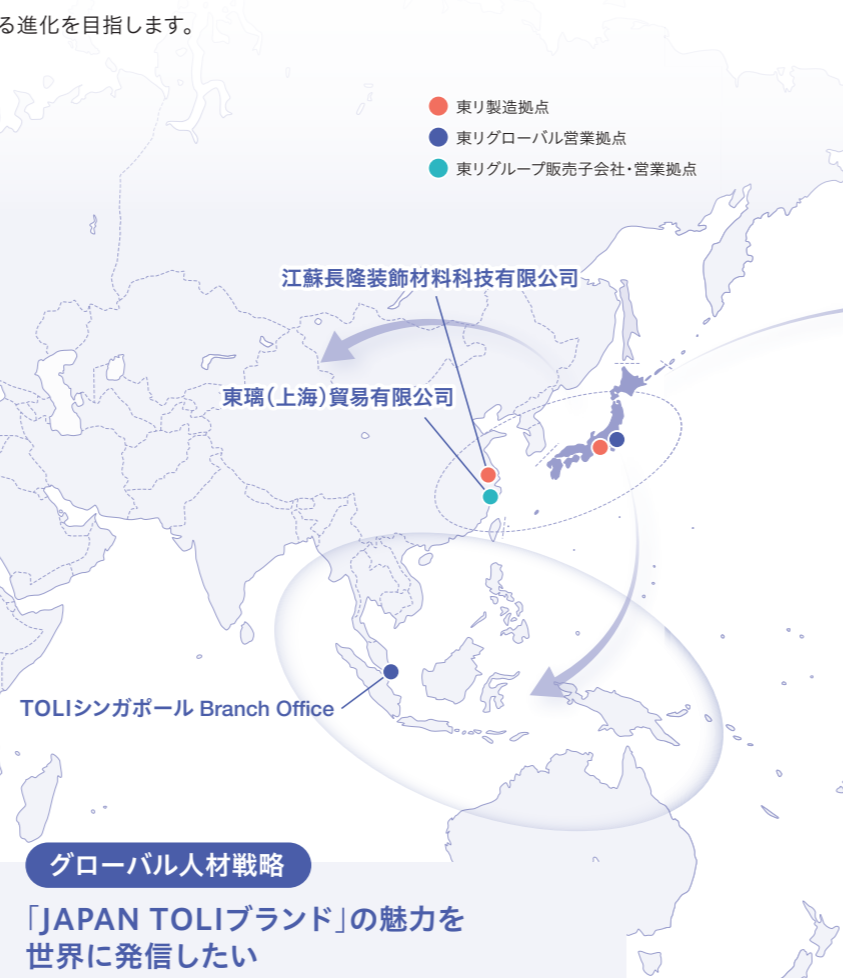 る進化を目指します。
東リ製造拠点
東リグローバル営業拠点
東リグループ販売子会社・営業拠点
江蘇長隆装飾材料科技有限公司
東璃（上海）貿易有限公司
TOLIシンガポール Branch Office
グローバル人材戦略
「JAPAN TOLIブランド」の魅力を
世界に発信したい